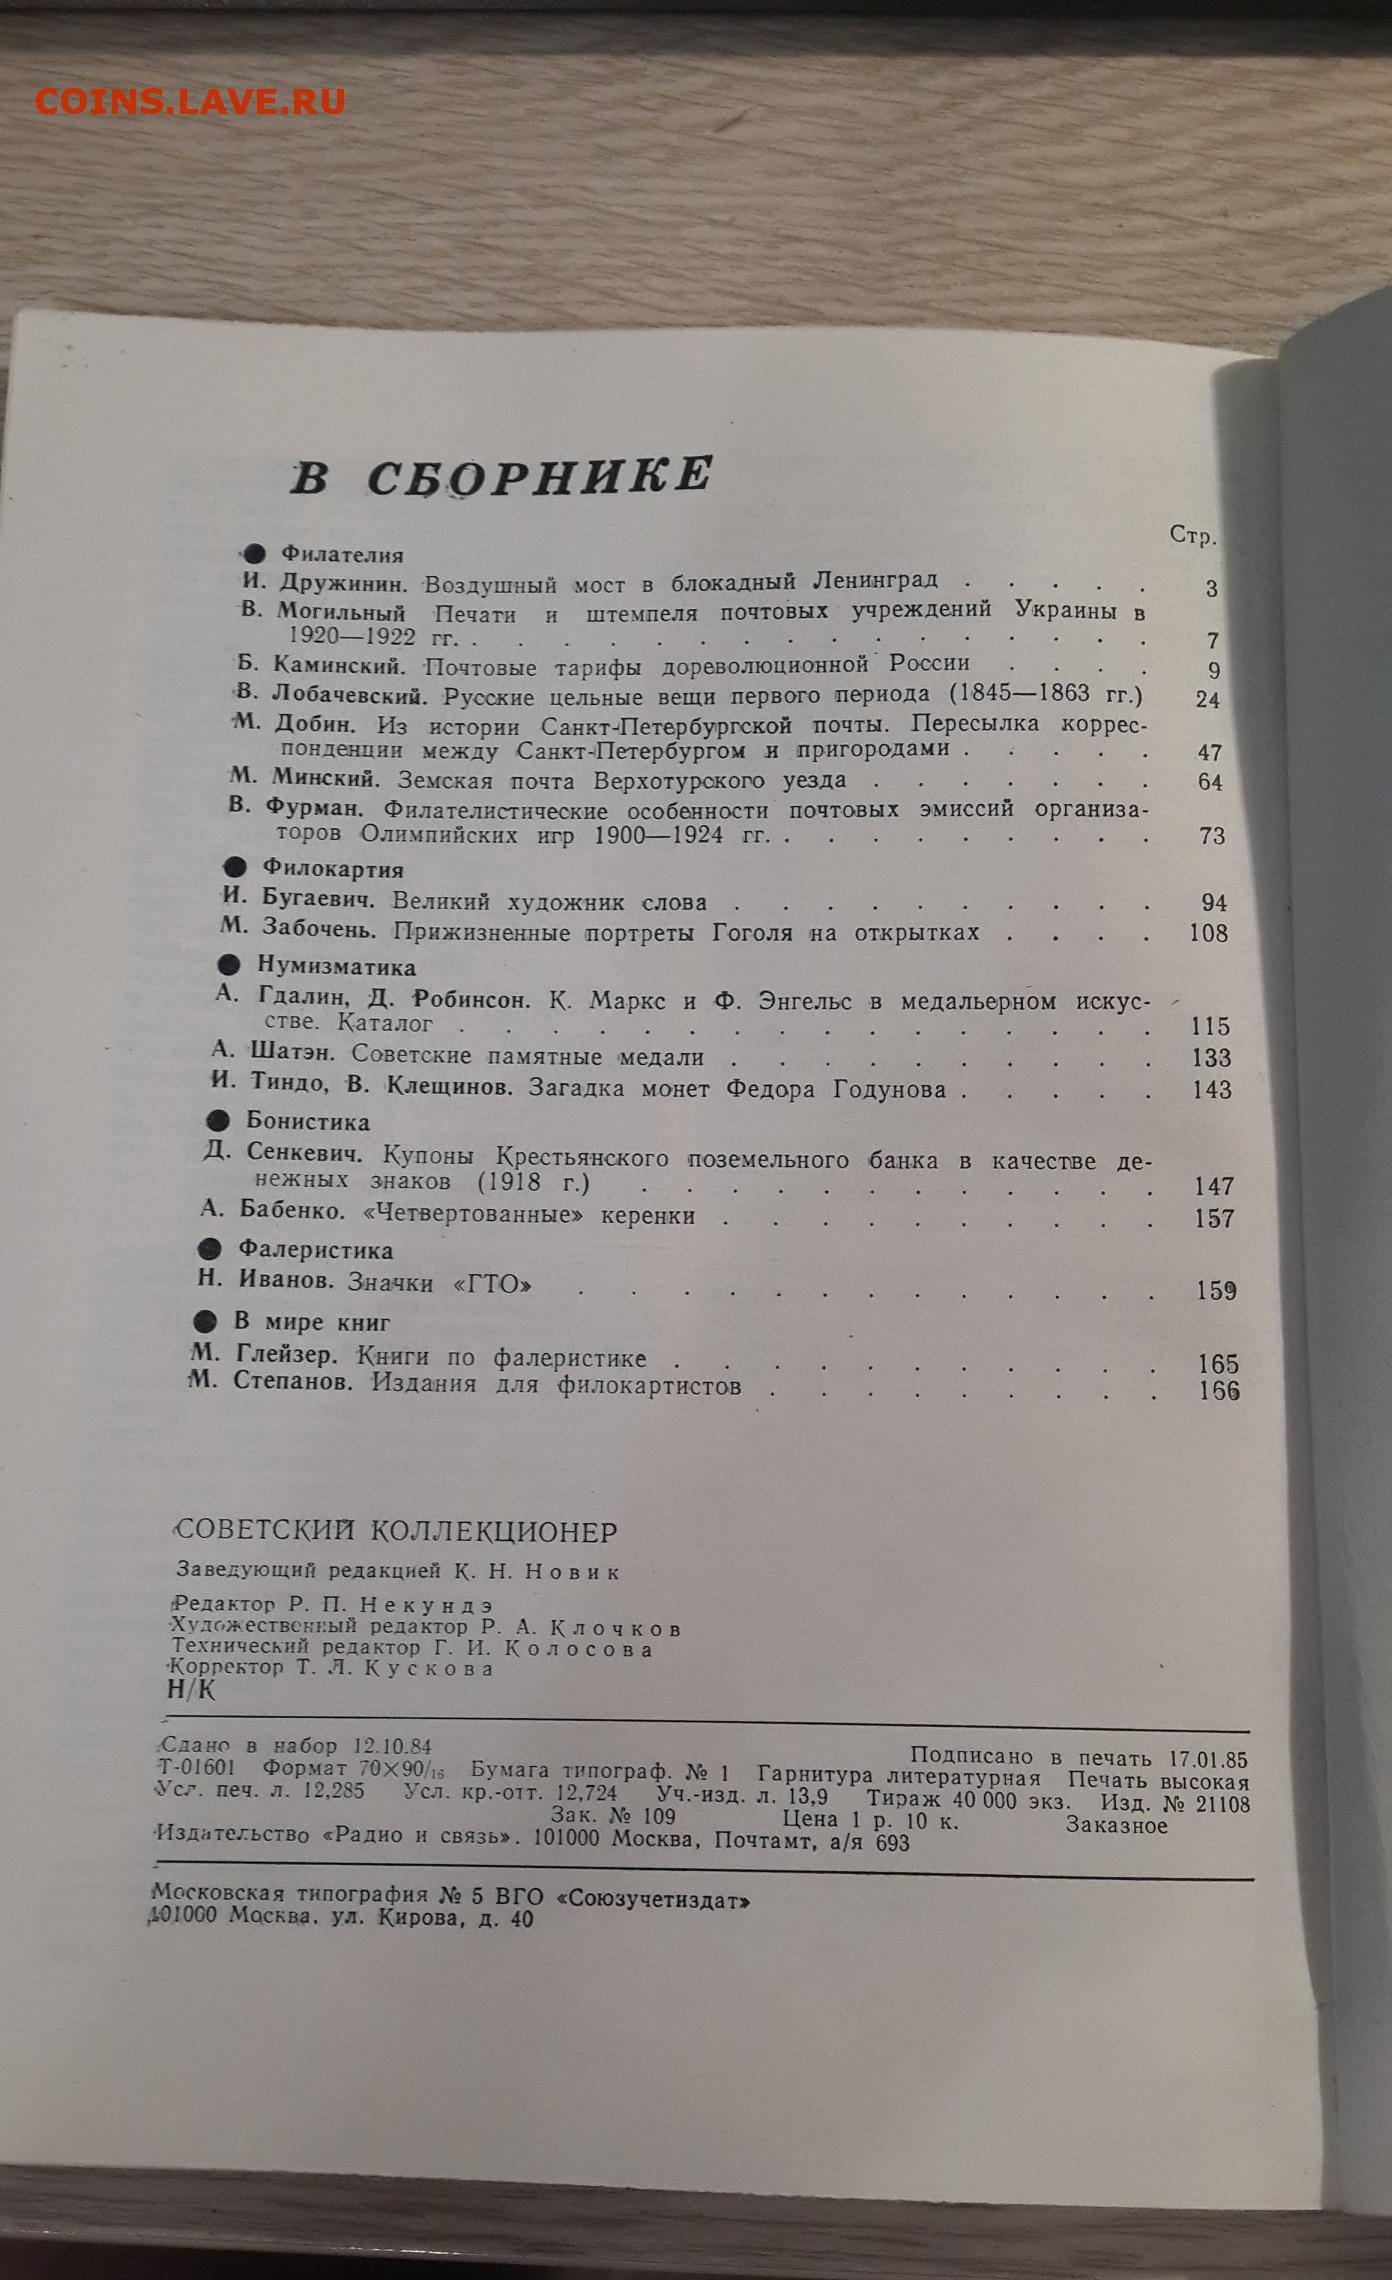 COINS.LAVE.RU
В СБОРНИКЕ
Стр.
● Филателия
И. Дружинин. Воздушный мост в блокадный Ленинград . . . . . 3
В. Могильный Печати и штемпеля почтовых учреждений Украины в
1920—1922 гг. . . . . . . . . . . . . . . . . 7
Б. Каминский. Почтовые тарифы дореволюционной России . . . . 9
В. Лобачевский. Русские цельные вещи первого периода (1845—1863 гг.) 24
М. Добин. Из истории Санкт-Петербургской почты. Пересылка коррес-
понденции между Санкт-Петербургом и пригородами . . . . . 47
М. Минский. Земская почта Верхотурского уезда . . . . . . . 64
В. Фурман. Филателистические особенности почтовых эмиссий организа-
торов Олимпийских игр 1900—1924 гг. . . . . . . . . . 73
● Филокартия
И. Бугаевич. Великий художник слова . . . . . . . . . . 94
М. Забочень. Прижизненные портреты Гоголя на открытках . . . . 108
● Нумизматика
А. Гдалин, Д. Робинсон. К. Маркс и Ф. Энгельс в медальерном искус-
стве. Каталог . . . . . . . . . . . . . . . . 115
А. Шатэн. Советские памятные медали . . . . . . . . . . 133
И. Тиндо, В. Клещинов. Загадка монет Федора Годунова . . . . . 143
● Бонистика
Д. Сенкевич. Купоны Крестьянского поземельного банка в качестве де-
нежных знаков (1918 г.) . . . . . . . . . . . . 147
А. Бабенко. «Четвертованные» керенки . . . . . . . . . . 157
● Фалеристика
Н. Иванов. Значки «ГТО» . . . . . . . . . . . . . 159
● В мире книг
М. Глейзер. Книги по фалеристике . . . . . . . . . . . 165
М. Степанов. Издания для филокартистов . . . . . . . . . 166
СОВЕТСКИЙ КОЛЛЕКЦИОНЕР
Заведующий редакцией К. Н. Новик
Редактор Р. П. Некундэ
Художественный редактор Р. А. Клочков
Технический редактор Г. И. Колосова
Корректор Т. Л. Кускова
Н/К
Сдано в набор 12.10.84 Подписано в печать 17.01.85
Т-01601 Формат 70×90/16 Бумага типограф. № 1 Гарнитура литературная Печать высокая
Усл. печ. л. 12,285 Усл. кр.-отт. 12,724 Уч.-изд. л. 13,9 Тираж 40 000 экз. Изд. № 21108
Зак. № 109 Цена 1 р. 10 к. Заказное
Издательство «Радио и связь». 101000 Москва, Почтамт, а/я 693
Московская типография № 5 ВГО «Союзучетиздат»
101000 Москва, ул. Кирова, д. 40